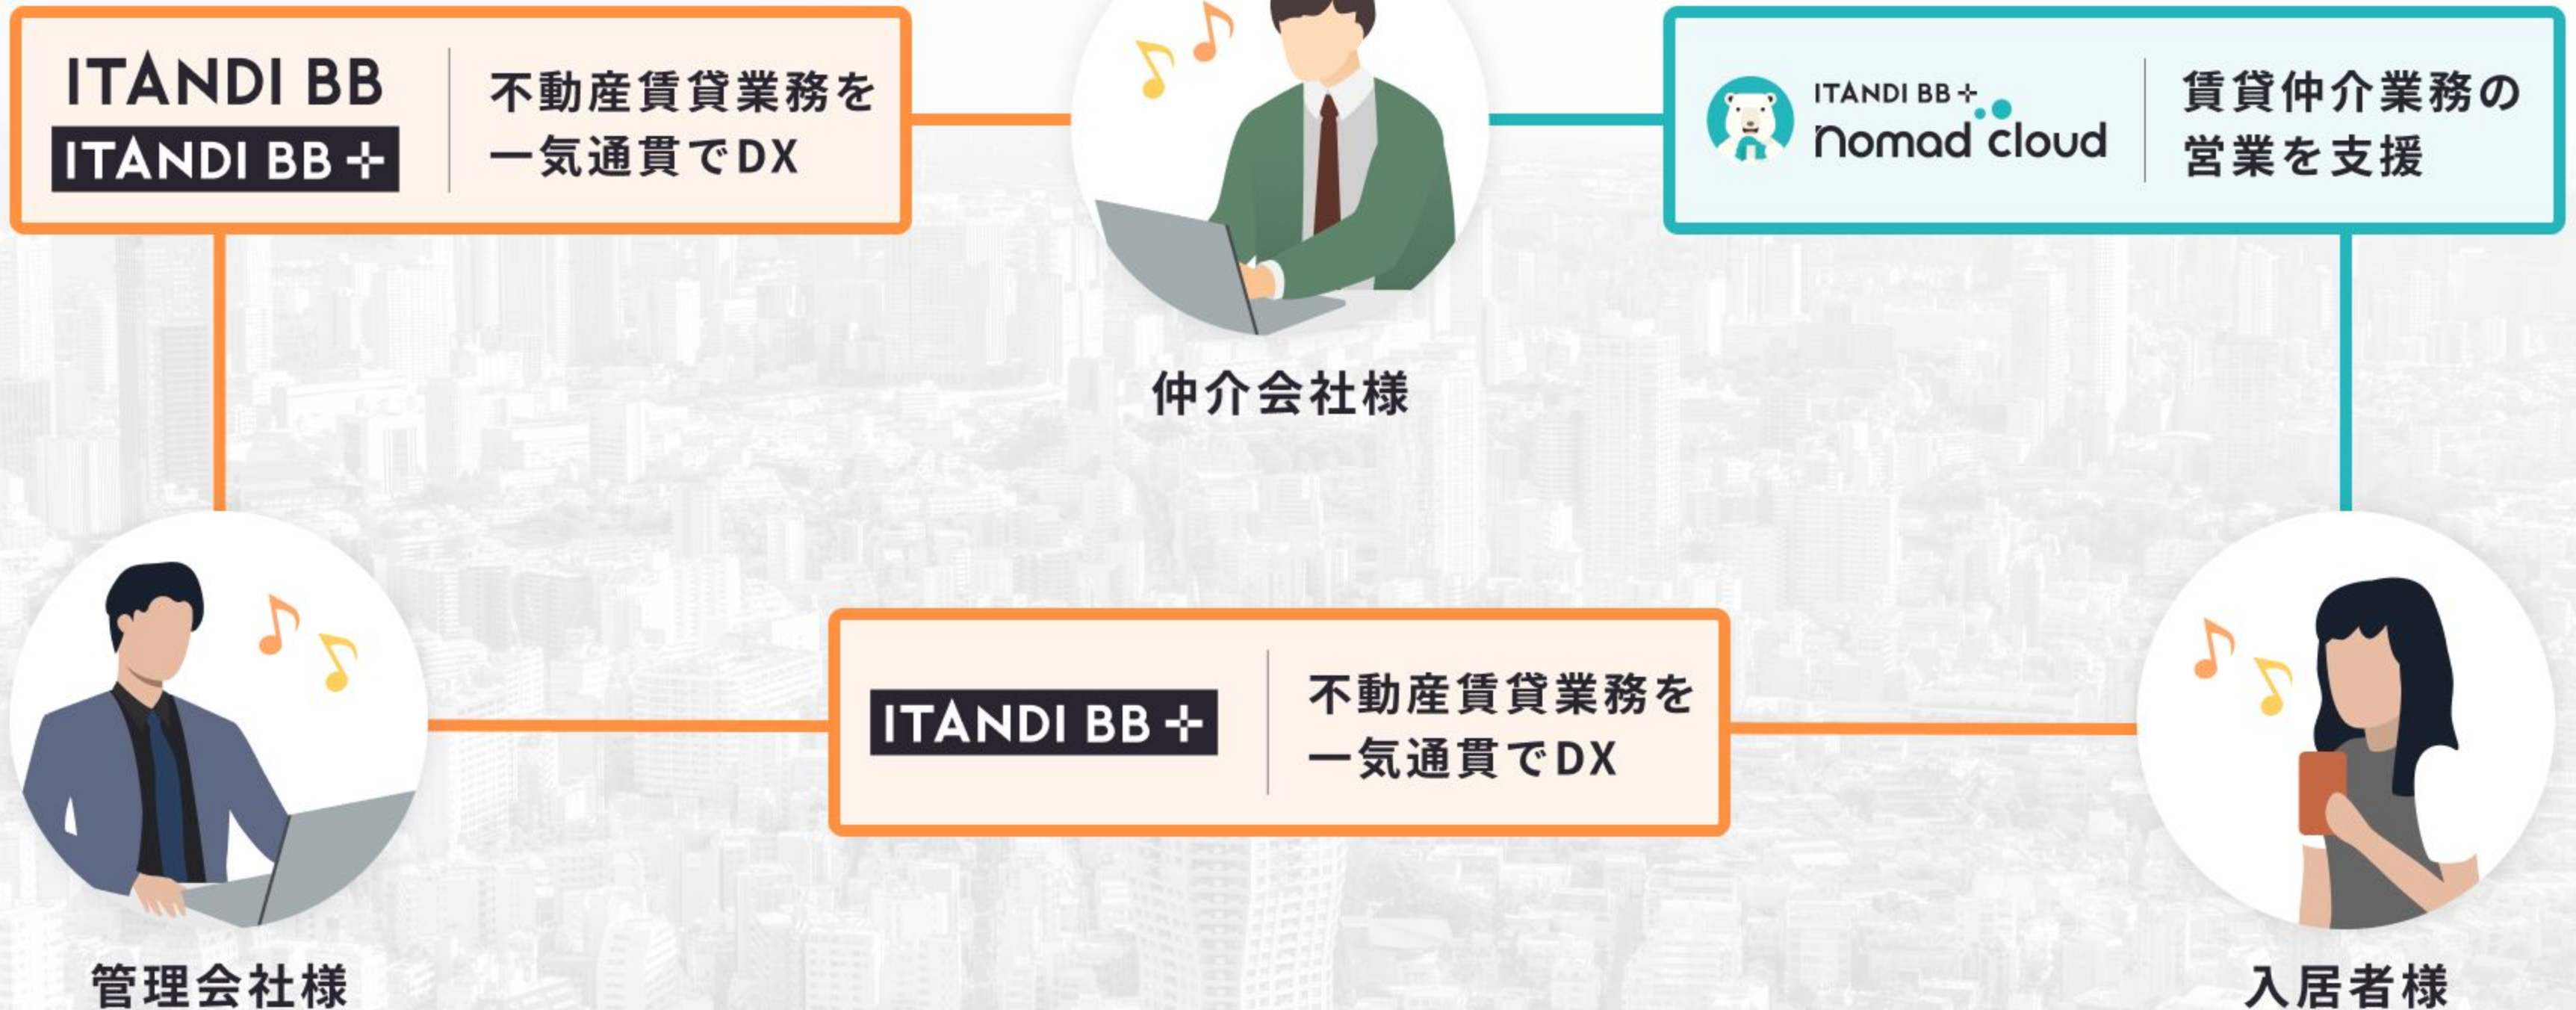 ITANDI BB
ITANDI BB+
不動産賃貸業務を
一気通貫でDX
ITANDI BB+
nomad cloud
賃貸仲介業務の
営業を支援
仲介会社様
ITANDI BB+
不動産賃貸業務を
一気通貫でDX
管理会社様
入居者様